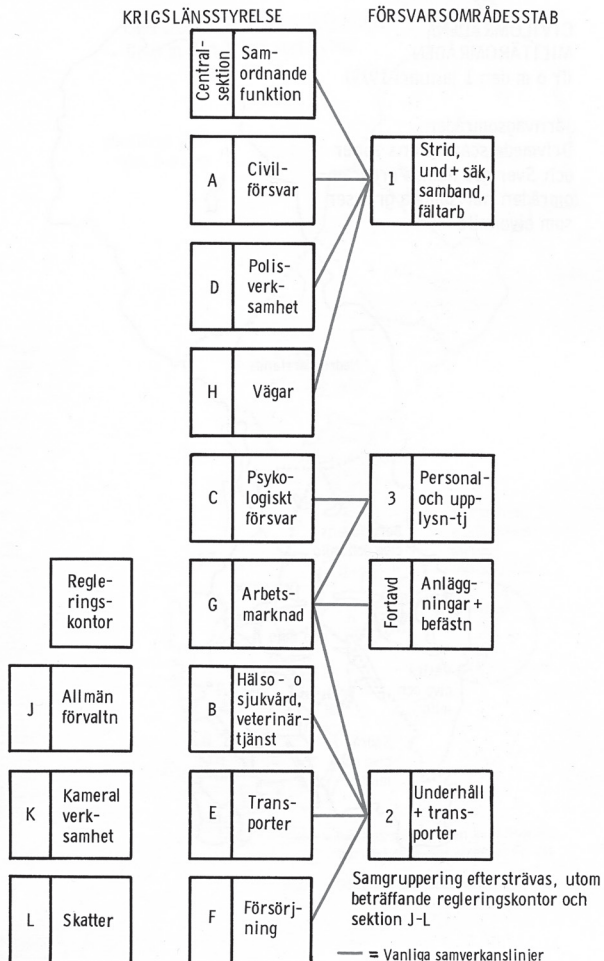 KRIGSLÄNSSTYRELSE
FÖRSVARSOMRÅDESSTAB
Central-
sektion
Sam-
ordnande
funktion
A
Civil-
försvar
1
Strid,
und + säk,
samband,
fältarb
D
Polis-
verk-
samhet
H
Vägar
C
Psyko-
logiskt
försvar
3
Personal-
och upp-
lysn-tj
Regle-
rings-
kontor
G
Arbets-
marknad
Fortavd
Anlägg-
ningar +
befästn
J
Allmän
förvaltn
B
Hälso- o
sjukvård,
veterinär-
tjänst
K
Kameral
verk-
samhet
E
Trans-
porter
2
Underhåll
+ trans-
porter
L
Skatter
F
Försörj-
ning
Samgruppering eftersträvas, utom
beträffande regleringskontor och
sektion J-L
= Vanliga samverkanslinjer